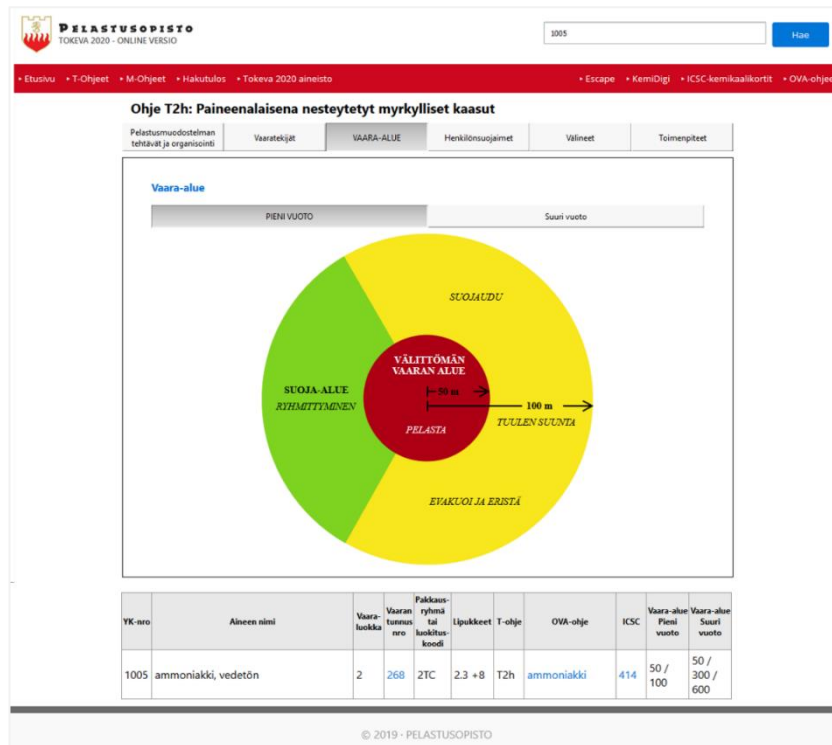 PELASTUSOPISTO
TOKEVA 2020 - ONLINE VERSIO
1005
Hae
• Etusivu • T-Ohjeet • M-Ohjeet • Hakutulos • Tokeva 2020 aineisto • Escape • KemiDigi • ICSC-kemikaalikortit • OVA-ohjee
Ohje T2h: Paineenalaisena nesteytetyt myrkylliset kaasut
Pelastusmuodostelman
tehtävät ja organisointi
Vaaratekijät
VAARA-ALUE
Henkilönsuojaimet
Välineet
Toimenpiteet
Vaara-alue
PIENI VUOTO
Suuri vuoto
SUOJAUDU
VÄLITTÖMÄN
VAARAN ALUE
50 m
SUOJA-ALUE
RYHMITTYMINEN
100 m
TUULEN SUUNTA
PELASTA
EVAKUOI JA ERISTÄ
YK-nro
Aineen nimi
Vaara-
luokka
Vaaran
tunnus
nro
Pakkaus-
ryhmä
tai
luokitus-
koodi
Lipukkeet
T-ohje
OVA-ohje
ICSC
Vaara-alue
Pieni
vuoto
Vaara-alue
Suuri
vuoto
1005
ammoniakki, vedetön
2
268
2TC
2.3 +8
T2h
ammoniakki
414
50 /
100
50 /
300 /
600
© 2019 · PELASTUSOPISTO